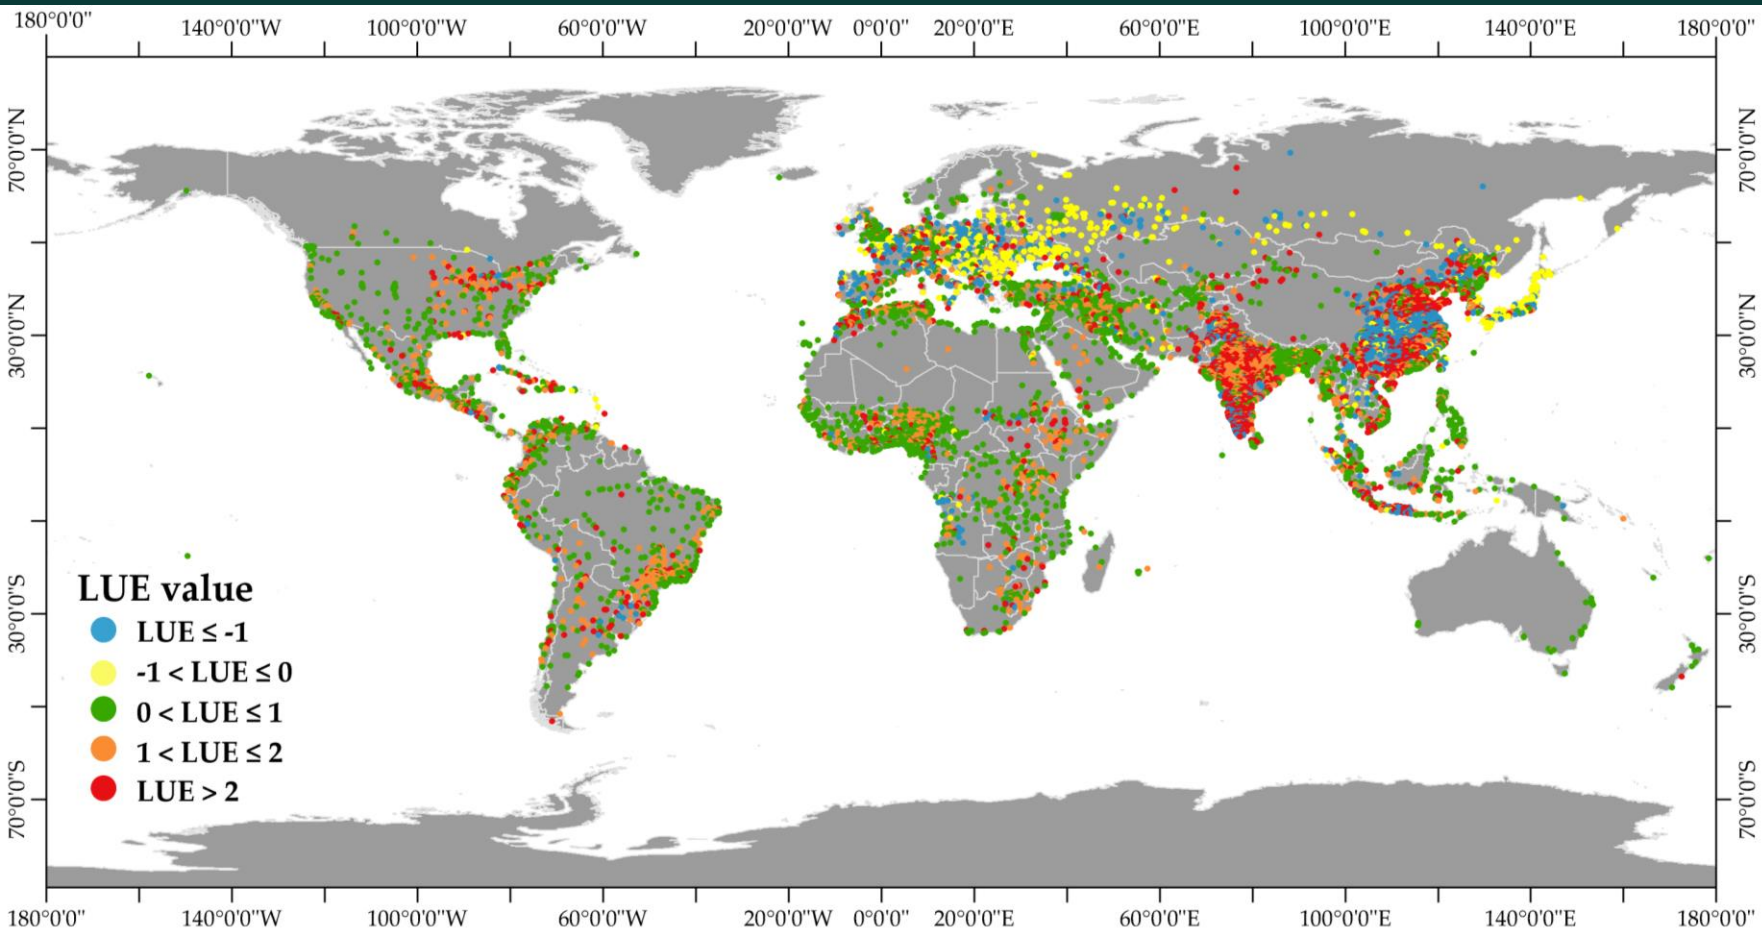 180°0'0" 140°0'0"W 100°0'0"W 60°0'0"W 20°0'0"W 0°0'0" 20°0'0"E 60°0'0"E 100°0'0"E 140°0'0"E 180°0'0"
70°0'0"N 70°0'0"N
30°0'0"N 30°0'0"N
30°0'0"S 30°0'0"S
70°0'0"S 70°0'0"S
LUE value
LUE ≤ -1
-1 < LUE ≤ 0
0 < LUE ≤ 1
1 < LUE ≤ 2
LUE > 2
180°0'0" 140°0'0"W 100°0'0"W 60°0'0"W 20°0'0"W 0°0'0" 20°0'0"E 60°0'0"E 100°0'0"E 140°0'0"E 180°0'0"